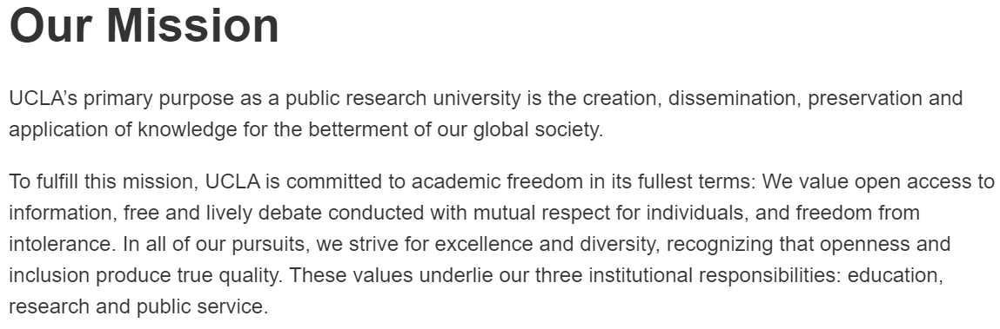 Our Mission
UCLA’s primary purpose as a public research university is the creation, dissemination, preservation and
application of knowledge for the betterment of our global society.
To fulfill this mission, UCLA is committed to academic freedom in its fullest terms: We value open access to
information, free and lively debate conducted with mutual respect for individuals, and freedom from
intolerance. In all of our pursuits, we strive for excellence and diversity, recognizing that openness and
inclusion produce true quality. These values underlie our three institutional responsibilities: education,
research and public service.